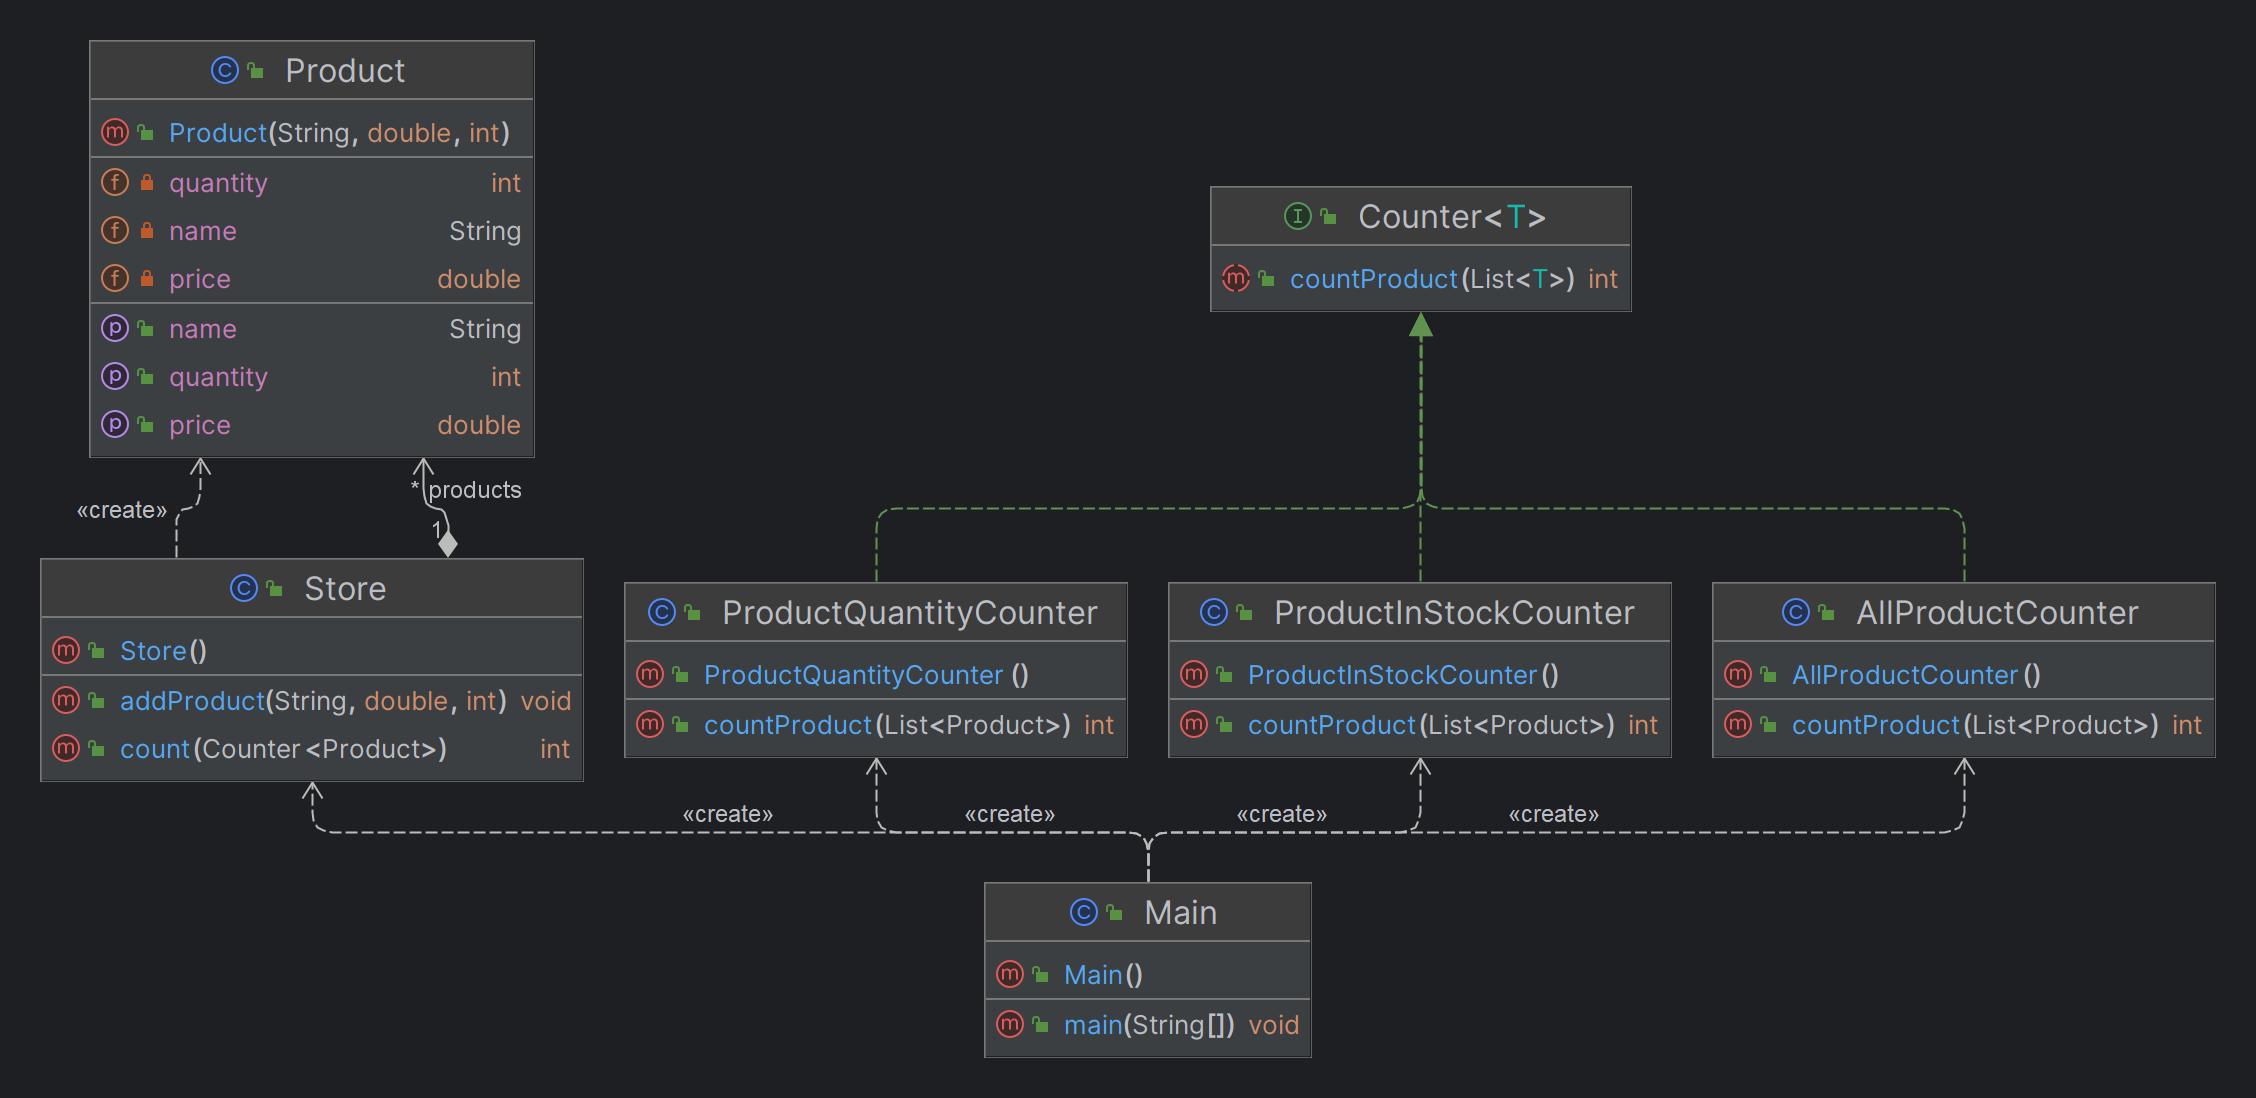 Product
Product(String, double, int)
quantity int
name String
price double
name String
quantity int
price double
Counter<T>
countProduct(List<T>) int
«create»
* products
1
Store
Store()
addProduct(String, double, int) void
count(Counter<Product>) int
ProductQuantityCounter
ProductQuantityCounter()
countProduct(List<Product>) int
ProductInStockCounter
ProductInStockCounter()
countProduct(List<Product>) int
AllProductCounter
AllProductCounter()
countProduct(List<Product>) int
«create» «create» «create» «create»
Main
Main()
main(String[]) void